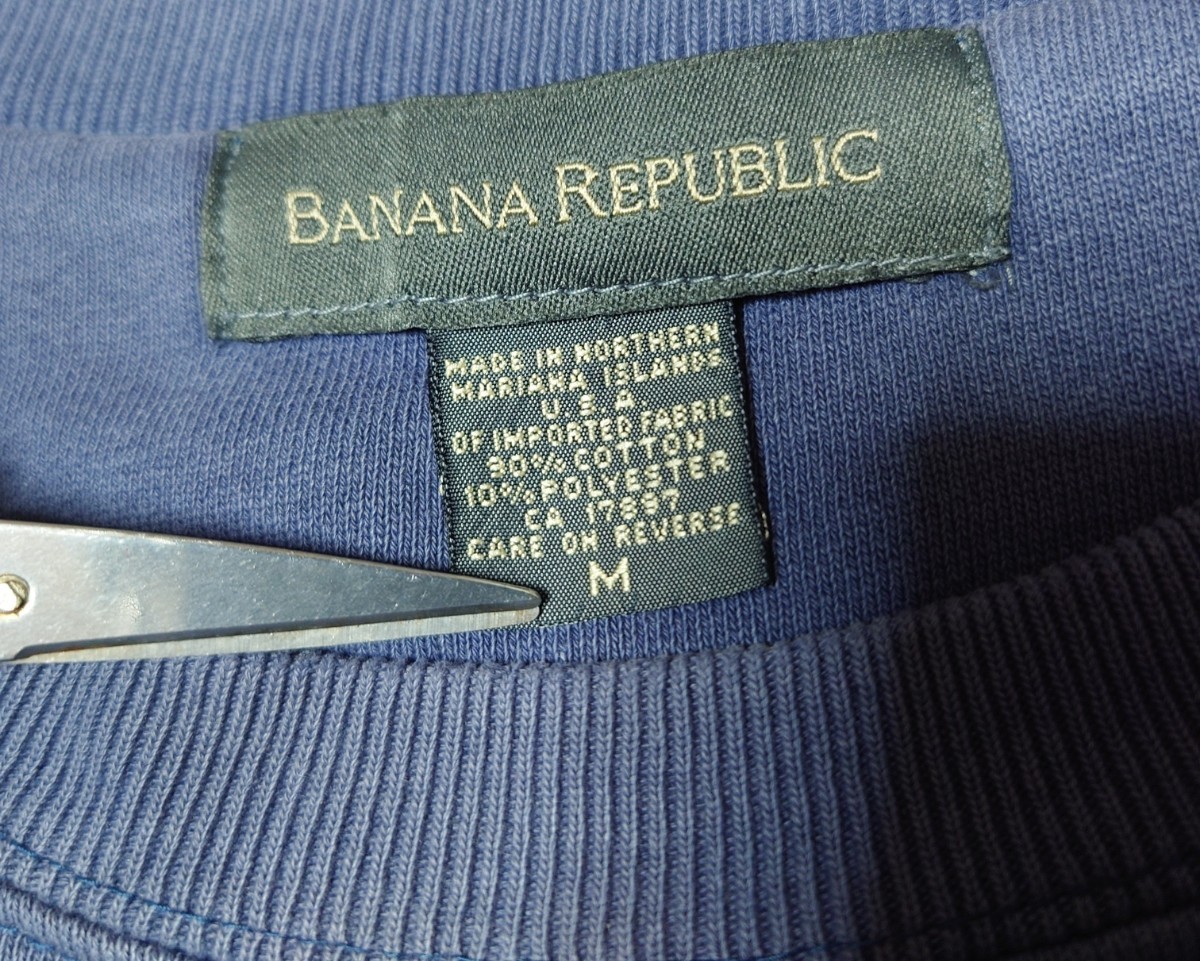 BANANA REPUBLIC
MADE IN NORTHERN
MARIANA ISLANDS
U.S.A
OF IMPORTED FABRIC
90% COTTON
10% POLYESTER
CA 17897
CARE ON REVERSE
M